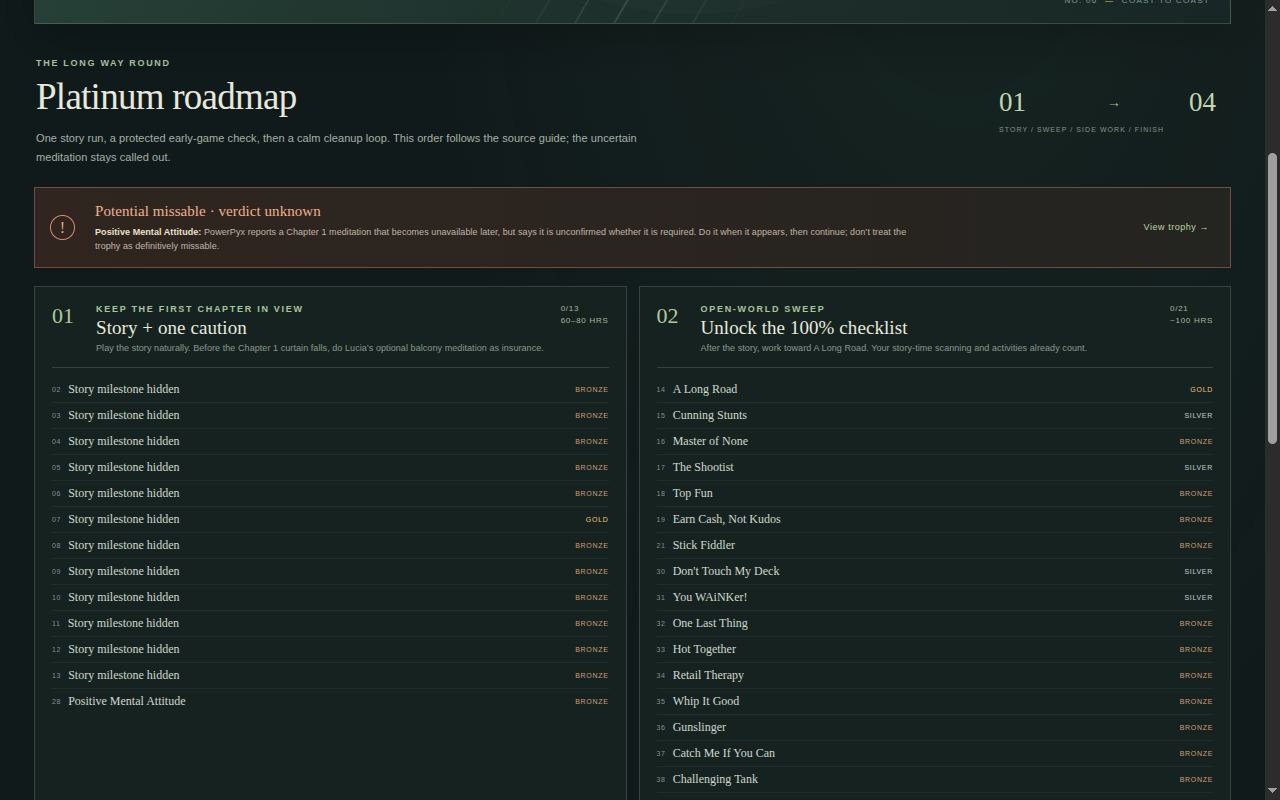 NO. 06 — COAST TO COAST
THE LONG WAY ROUND
Platinum roadmap
One story run, a protected early-game check, then a calm cleanup loop. This order follows the source guide; the uncertain
meditation stays called out.
01 → 04
STORY / SWEEP / SIDE WORK / FINISH
!
Potential missable · verdict unknown
Positive Mental Attitude: PowerPyx reports a Chapter 1 meditation that becomes unavailable later, but says it is unconfirmed whether it is required. Do it when it appears, then continue; don't treat the
trophy as definitively missable.
View trophy →
01
KEEP THE FIRST CHAPTER IN VIEW
Story + one caution
Play the story naturally. Before the Chapter 1 curtain falls, do Lucia's optional balcony meditation as insurance.
0/13
60–80 HRS
02 Story milestone hidden BRONZE
03 Story milestone hidden BRONZE
04 Story milestone hidden BRONZE
05 Story milestone hidden BRONZE
06 Story milestone hidden BRONZE
07 Story milestone hidden GOLD
08 Story milestone hidden BRONZE
09 Story milestone hidden BRONZE
10 Story milestone hidden BRONZE
11 Story milestone hidden BRONZE
12 Story milestone hidden BRONZE
13 Story milestone hidden BRONZE
28 Positive Mental Attitude BRONZE
02
OPEN-WORLD SWEEP
Unlock the 100% checklist
After the story, work toward A Long Road. Your story-time scanning and activities already count.
0/21
~100 HRS
14 A Long Road GOLD
15 Cunning Stunts SILVER
16 Master of None BRONZE
17 The Shootist SILVER
18 Top Fun BRONZE
19 Earn Cash, Not Kudos BRONZE
21 Stick Fiddler BRONZE
30 Don't Touch My Deck SILVER
31 You WAiNKer! SILVER
32 One Last Thing BRONZE
33 Hot Together BRONZE
34 Retail Therapy BRONZE
35 Whip It Good BRONZE
36 Gunslinger BRONZE
37 Catch Me If You Can BRONZE
38 Challenging Tank BRONZE